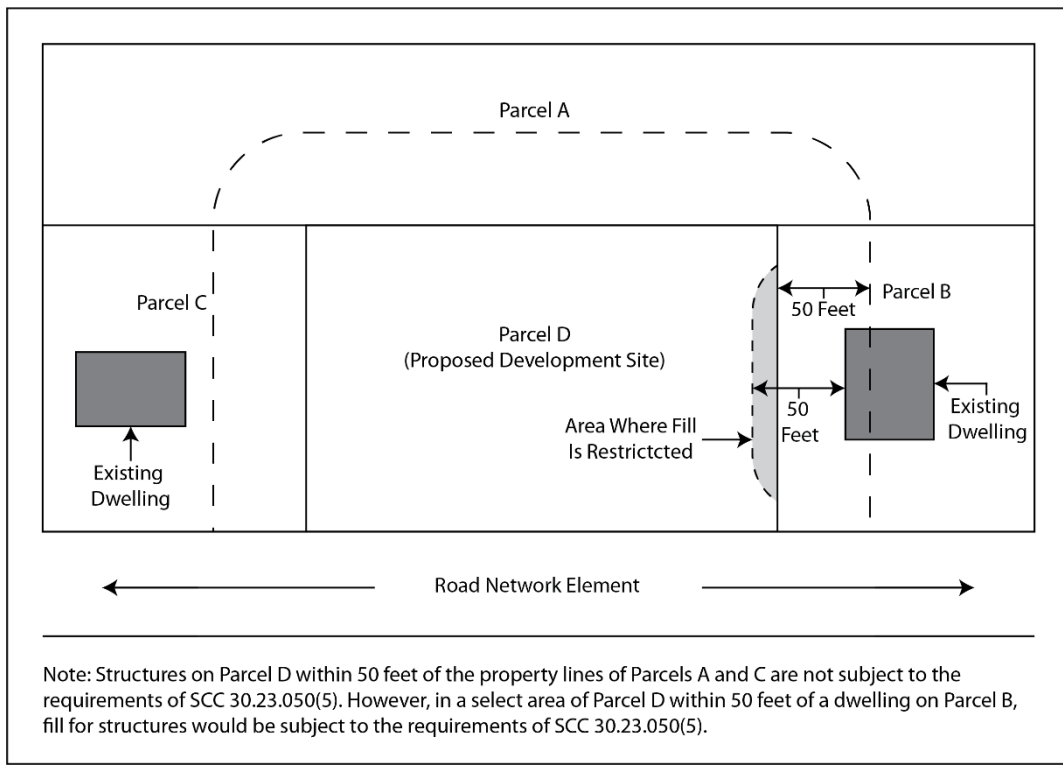 Parcel A
Parcel C
Parcel B
50 Feet
Parcel D
(Proposed Development Site)
50
Feet
Area Where Fill
Is Restrictcted
Existing
Dwelling
Existing
Dwelling
Road Network Element
Note: Structures on Parcel D within 50 feet of the property lines of Parcels A and C are not subject to the
requirements of SCC 30.23.050(5). However, in a select area of Parcel D within 50 feet of a dwelling on Parcel B,
fill for structures would be subject to the requirements of SCC 30.23.050(5).